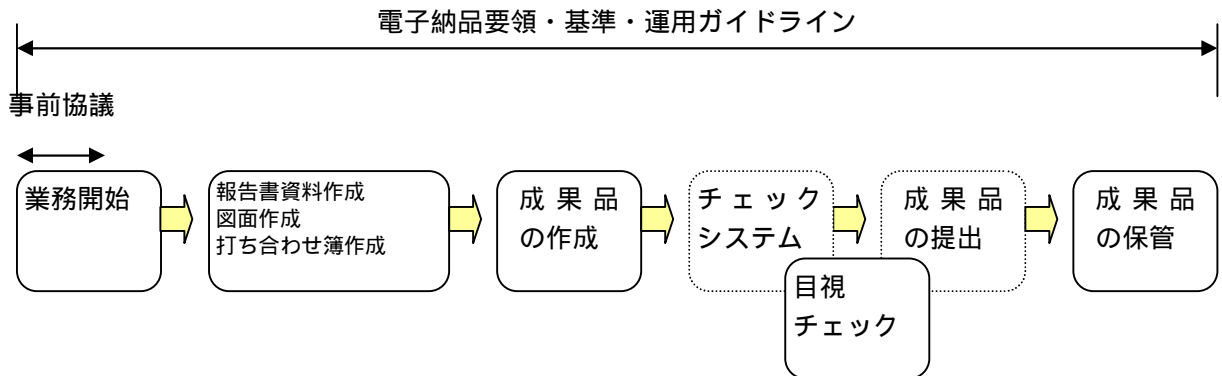 電子納品要領・基準・運用ガイドライン
事前協議
業務開始
報告書資料作成
図面作成
打ち合わせ簿作成
成果品
の作成
チェック
システム
目視
チェック
成果品
の提出
成果品
の保管